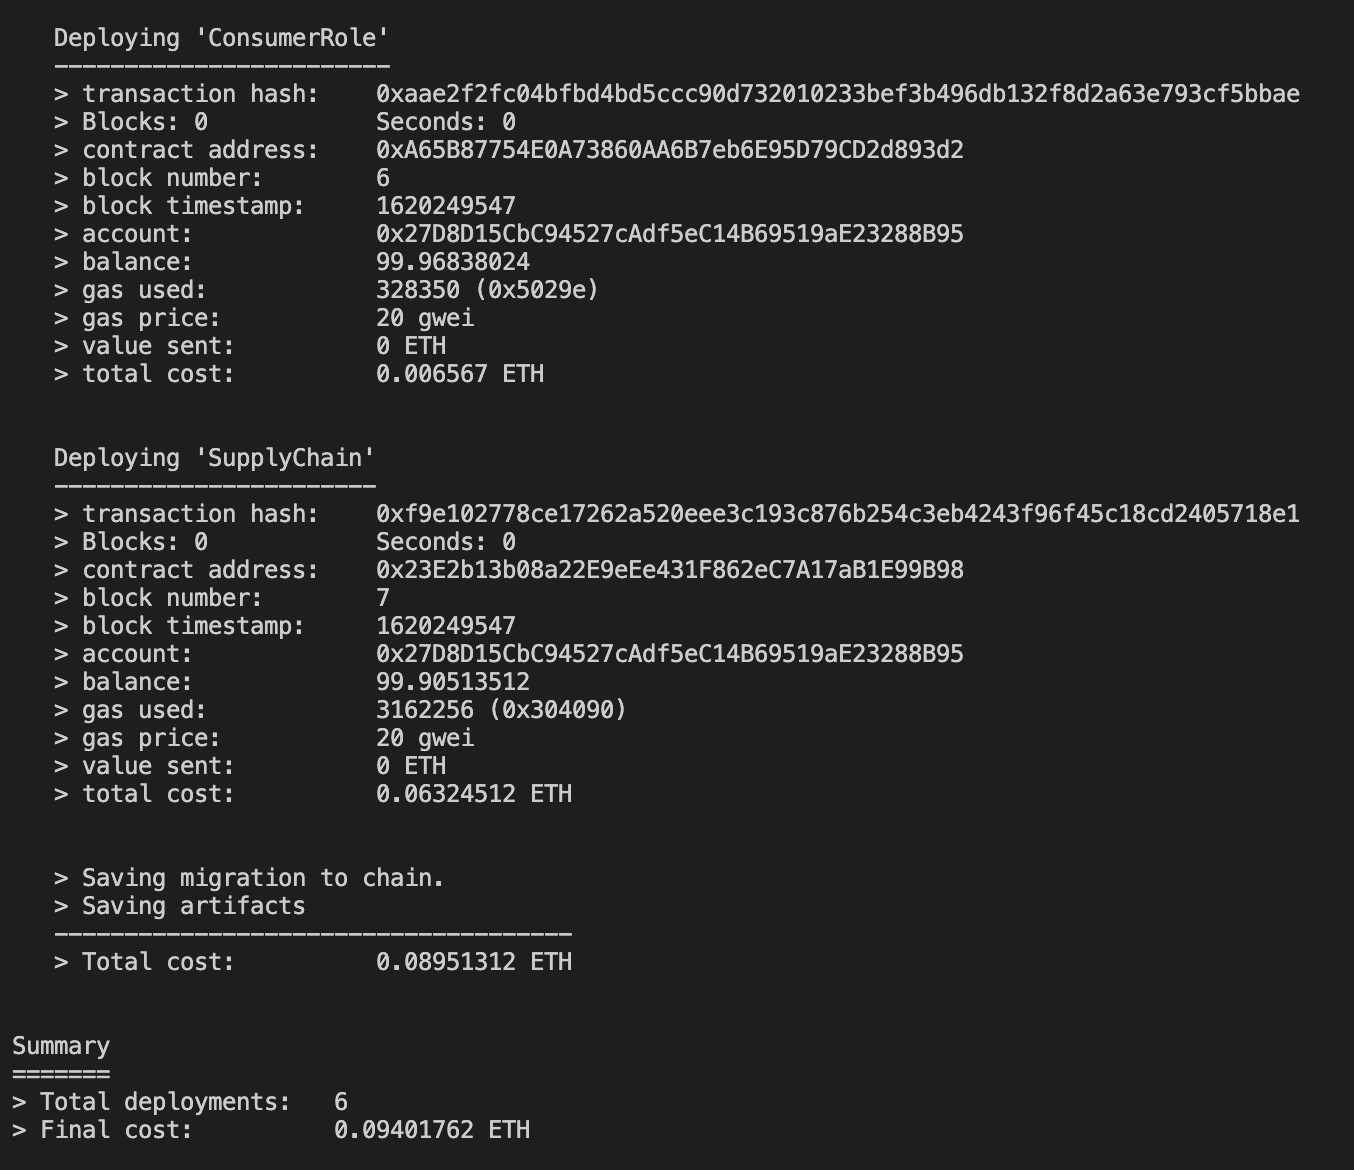 Deploying 'ConsumerRole'
------------------------
> transaction hash:    0xaae2f2fc04bfbd4bd5ccc90d732010233bef3b496db132f8d2a63e793cf5bbae
> Blocks: 0            Seconds: 0
> contract address:    0xA65B87754E0A73860AA6B7eb6E95D79CD2d893d2
> block number:        6
> block timestamp:     1620249547
> account:             0x27D8D15CbC94527cAdf5eC14B69519aE23288B95
> balance:             99.96838024
> gas used:            328350 (0x5029e)
> gas price:           20 gwei
> value sent:          0 ETH
> total cost:          0.006567 ETH
Deploying 'SupplyChain'
-----------------------
> transaction hash:    0xf9e102778ce17262a520eee3c193c876b254c3eb4243f96f45c18cd2405718e1
> Blocks: 0            Seconds: 0
> contract address:    0x23E2b13b08a22E9eEe431F862eC7A17aB1E99B98
> block number:        7
> block timestamp:     1620249547
> account:             0x27D8D15CbC94527cAdf5eC14B69519aE23288B95
> balance:             99.90513512
> gas used:            3162256 (0x304090)
> gas price:           20 gwei
> value sent:          0 ETH
> total cost:          0.06324512 ETH
> Saving migration to chain.
> Saving artifacts
-------------------------------------
> Total cost:          0.08951312 ETH
Summary
=======
> Total deployments:   6
> Final cost:          0.09401762 ETH